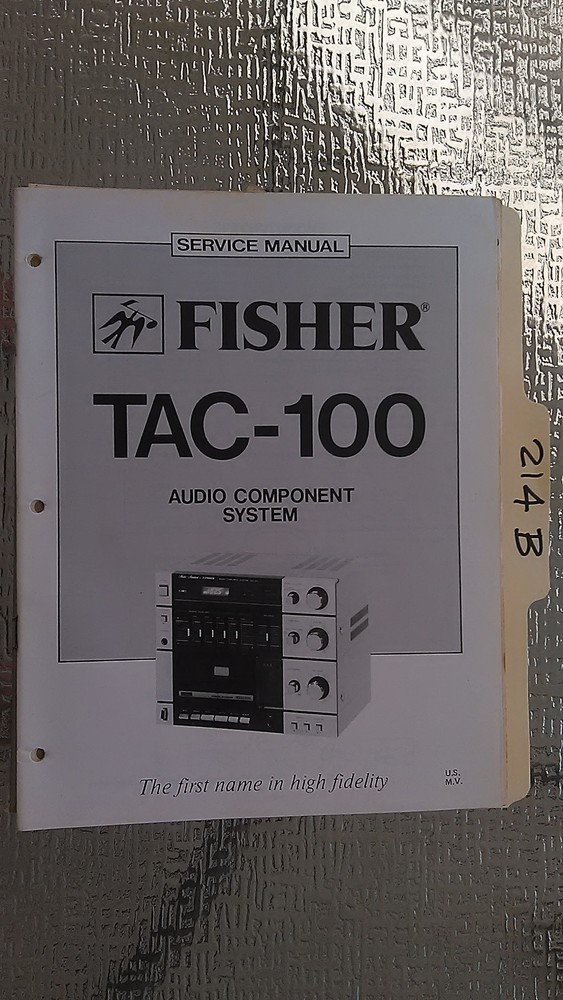 SERVICE MANUAL
FISHER®
TAC-100
AUDIO COMPONENT
SYSTEM
The first name in high fidelity
U.S.
M.V.
214 B